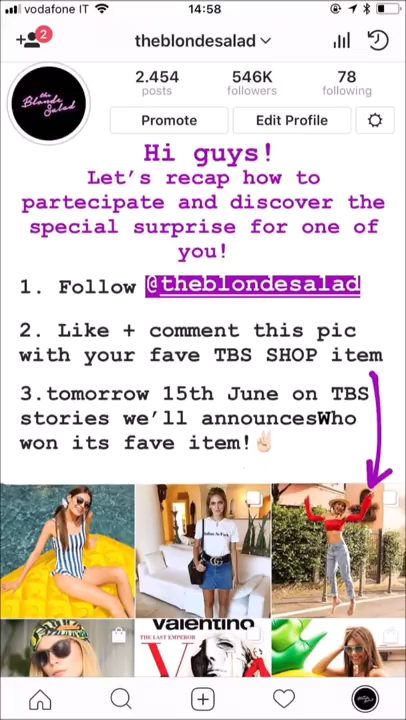 vodafone IT
14:58
2
theblondesalad
the
Blonde
Salad
2.454
546K
78
posts
followers
following
Promote
Edit Profile
Hi guys!
Let's recap how to
partecipate and discover the
special surprise for one of
you!
1. Follow @theblondesalad
2. Like + comment this pic
with your fave TBS SHOP item
3.tomorrow 15th June on TBS
stories we'll announcesWho
won its fave item!✌🏻
valentino
THE LAST EMPEROR